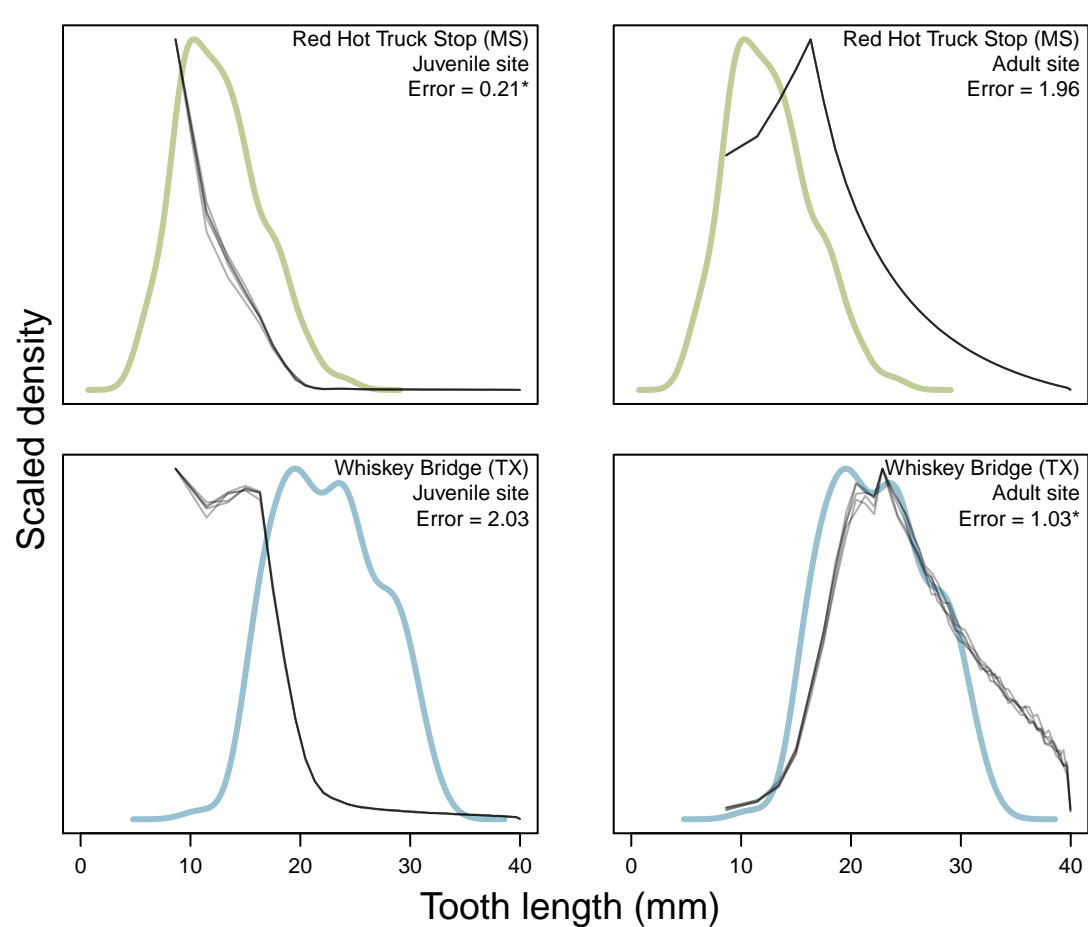 Red Hot Truck Stop (MS)
Juvenile site
Error = 0.21*
Red Hot Truck Stop (MS)
Adult site
Error = 1.96
Scaled density
Whiskey Bridge (TX)
Juvenile site
Error = 2.03
Whiskey Bridge (TX)
Adult site
Error = 1.03*
0 10 20 30 40
0 10 20 30 40
Tooth length (mm)